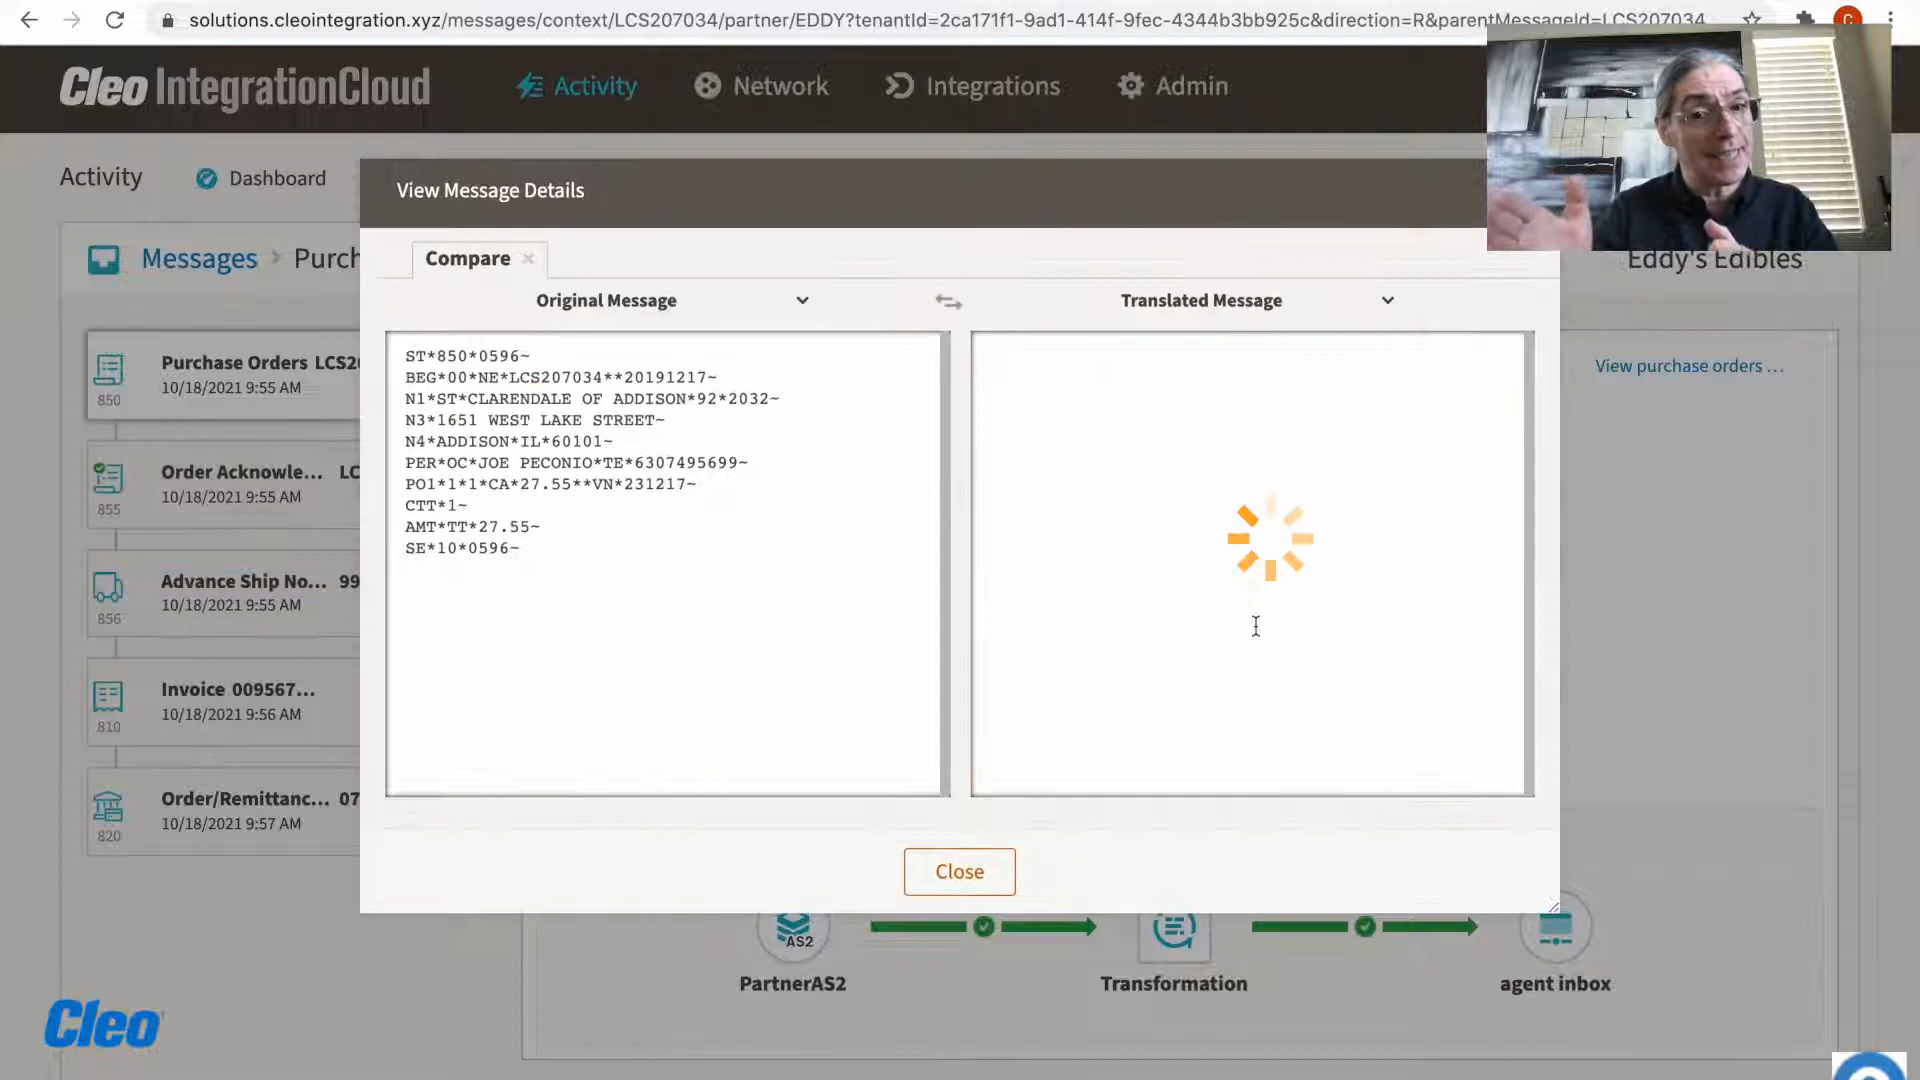 solutions.cleointegration.xyz/messages/context/LCS207034/partner/EDDY?tenantId=2ca171f1-9ad1-414f-9fec-4344b3bb925c&direction=R&parentMessageId=LCS207034
C
Cleo IntegrationCloud
Activity
Network
Integrations
Admin
Activity
Dashboard
View Message Details
Messages > Purch
Eddy's Edibles
Compare
Original Message
Translated Message
ST*850*0596~
BEG*00*NE*LCS207034**20191217~
N1*ST*CLARENDALE OF ADDISON*92*2032~
N3*1651 WEST LAKE STREET~
N4*ADDISON*IL*60101~
PER*OC*JOE PECONIO*TE*6307495699~
PO1*1*1*CA*27.55**VN*231217~
CTT*1~
AMT*TT*27.55~
SE*10*0596~
Purchase Orders LCS20
10/18/2021 9:55 AM
850
View purchase orders ...
Order Acknowle... LC
10/18/2021 9:55 AM
855
Advance Ship No... 99
10/18/2021 9:55 AM
856
Invoice 009567...
10/18/2021 9:56 AM
810
Order/Remittanc... 07
10/18/2021 9:57 AM
820
Close
AS2
PartnerAS2
Transformation
agent inbox
Cleo